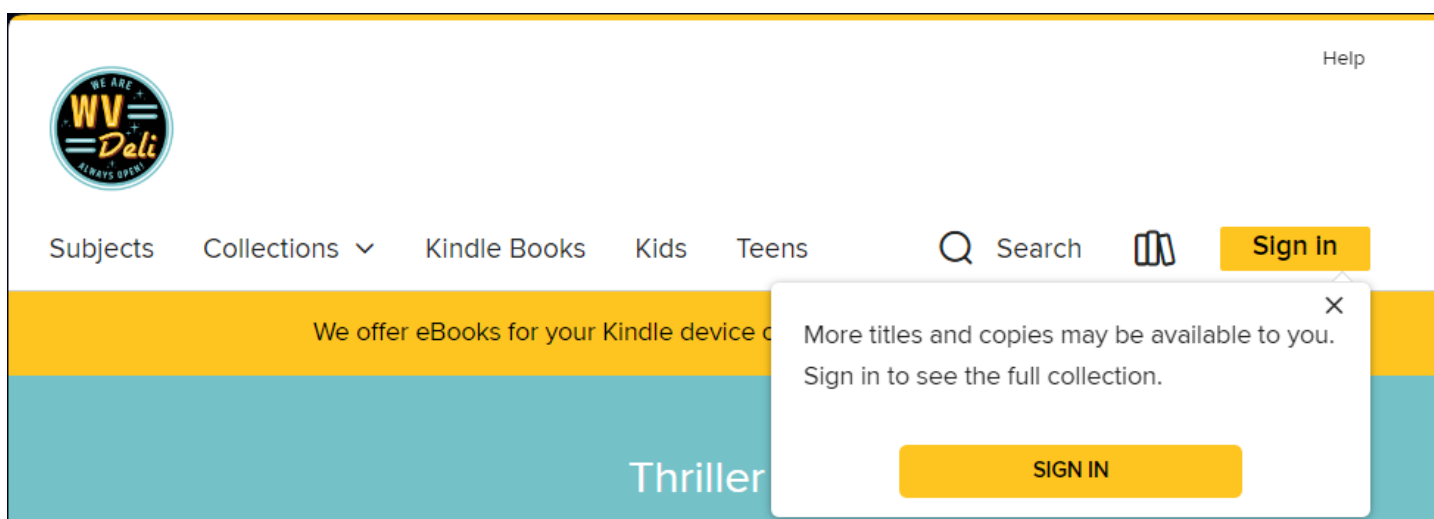 Help
WE ARE
WV
Deli
ALWAYS OPEN!
Subjects Collections Kindle Books Kids Teens Search Sign in
We offer eBooks for your Kindle device
More titles and copies may be available to you.
Sign in to see the full collection.
SIGN IN
Thriller